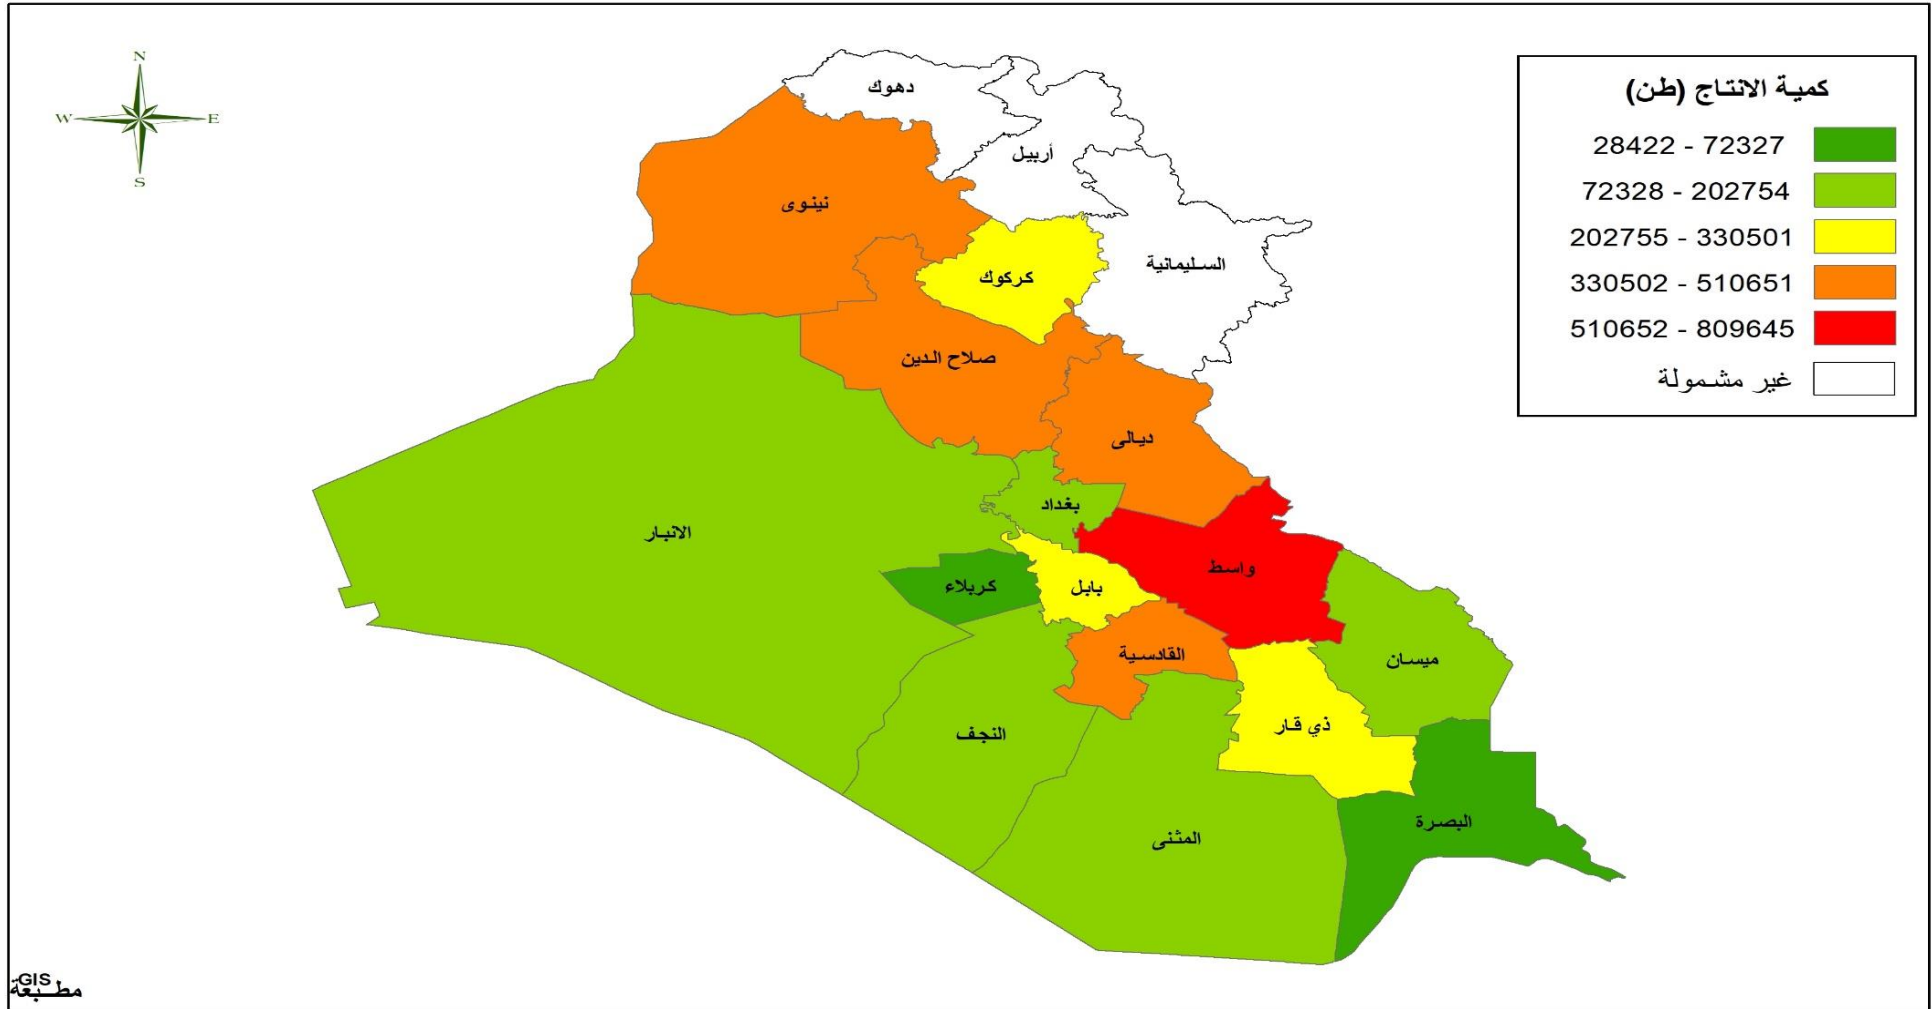 N
W
E
S
كمية الانتاج (طن)
28422 - 72327
72328 - 202754
202755 - 330501
330502 - 510651
510652 - 809645
غير مشمولة
دهوك
أربيل
نينوى
السليمانية
كركوك
صلاح الدين
ديالى
بغداد
الانبار
واسط
كربلاء
بابل
القادسية
ميسان
ذي قار
النجف
المثنى
البصرة
GIS
مطبعة